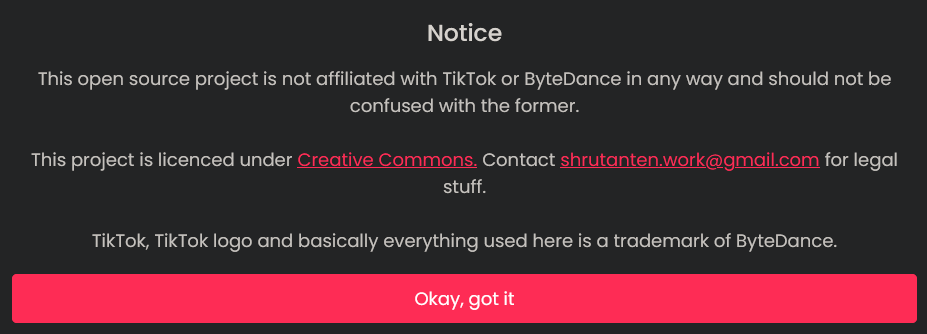 Notice
This open source project is not affiliated with TikTok or ByteDance in any way and should not be
confused with the former.
This project is licenced under Creative Commons. Contact shrutanten.work@gmail.com for legal
stuff.
TikTok, TikTok logo and basically everything used here is a trademark of ByteDance.
Okay, got it